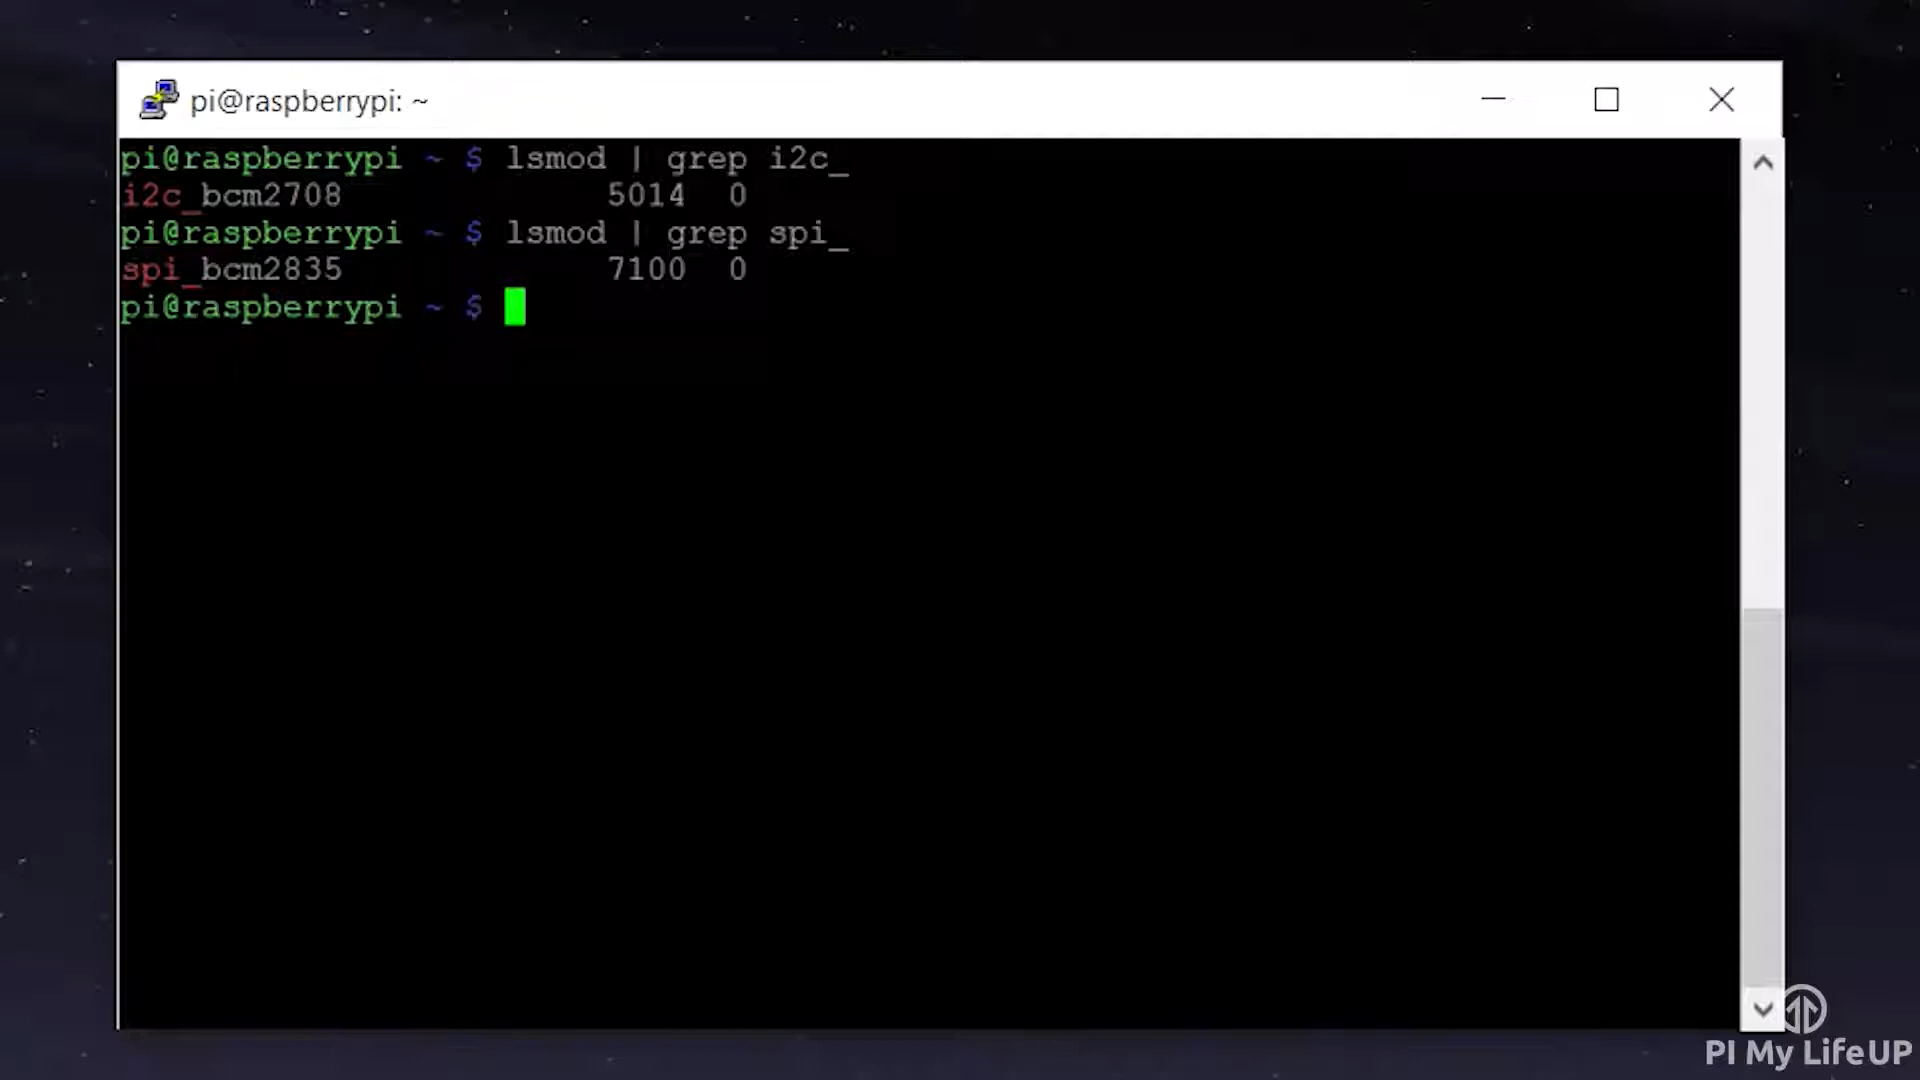 pi@raspberrypi: ~
pi@raspberrypi ~ $ lsmod | grep i2c_
i2c_bcm2708 5014 0
pi@raspberrypi ~ $ lsmod | grep spi_
spi_bcm2835 7100 0
pi@raspberrypi ~ $
PI My LifeUP